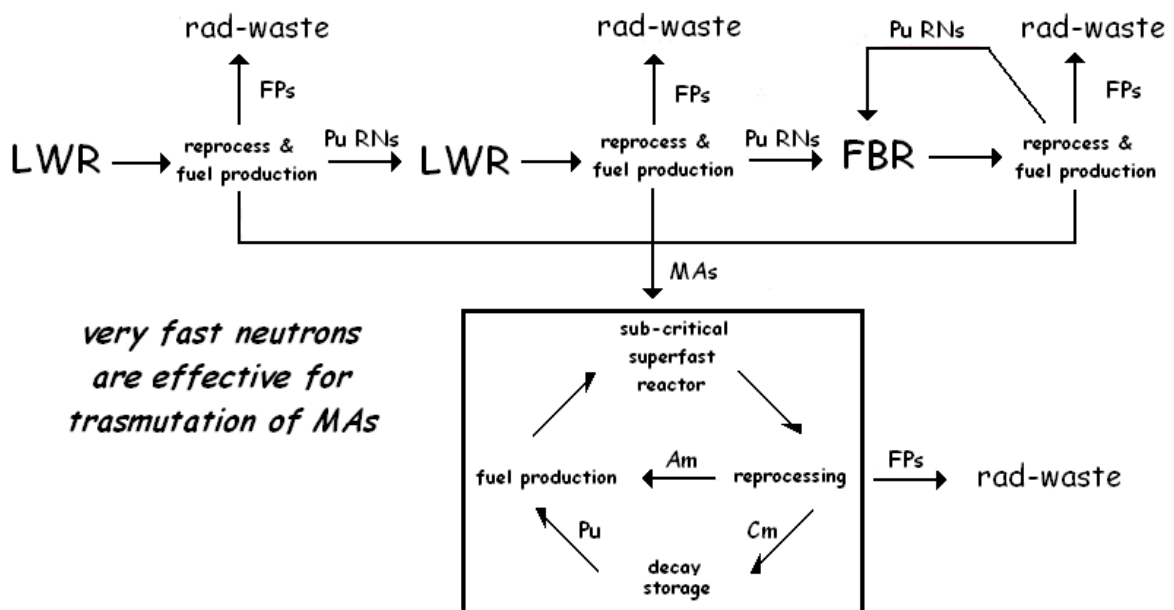 rad-waste
rad-waste
rad-waste
Pu RNs
FPs
FPs
FPs
LWR
reprocess &
fuel production
Pu RNs
LWR
reprocess &
fuel production
Pu RNs
FBR
reprocess &
fuel production
MAs
very fast neutrons
are effective for
trasmutation of MAs
sub-critical
superfast
reactor
fuel production
Am
reprocessing
FPs
rad-waste
Pu
Cm
decay
storage